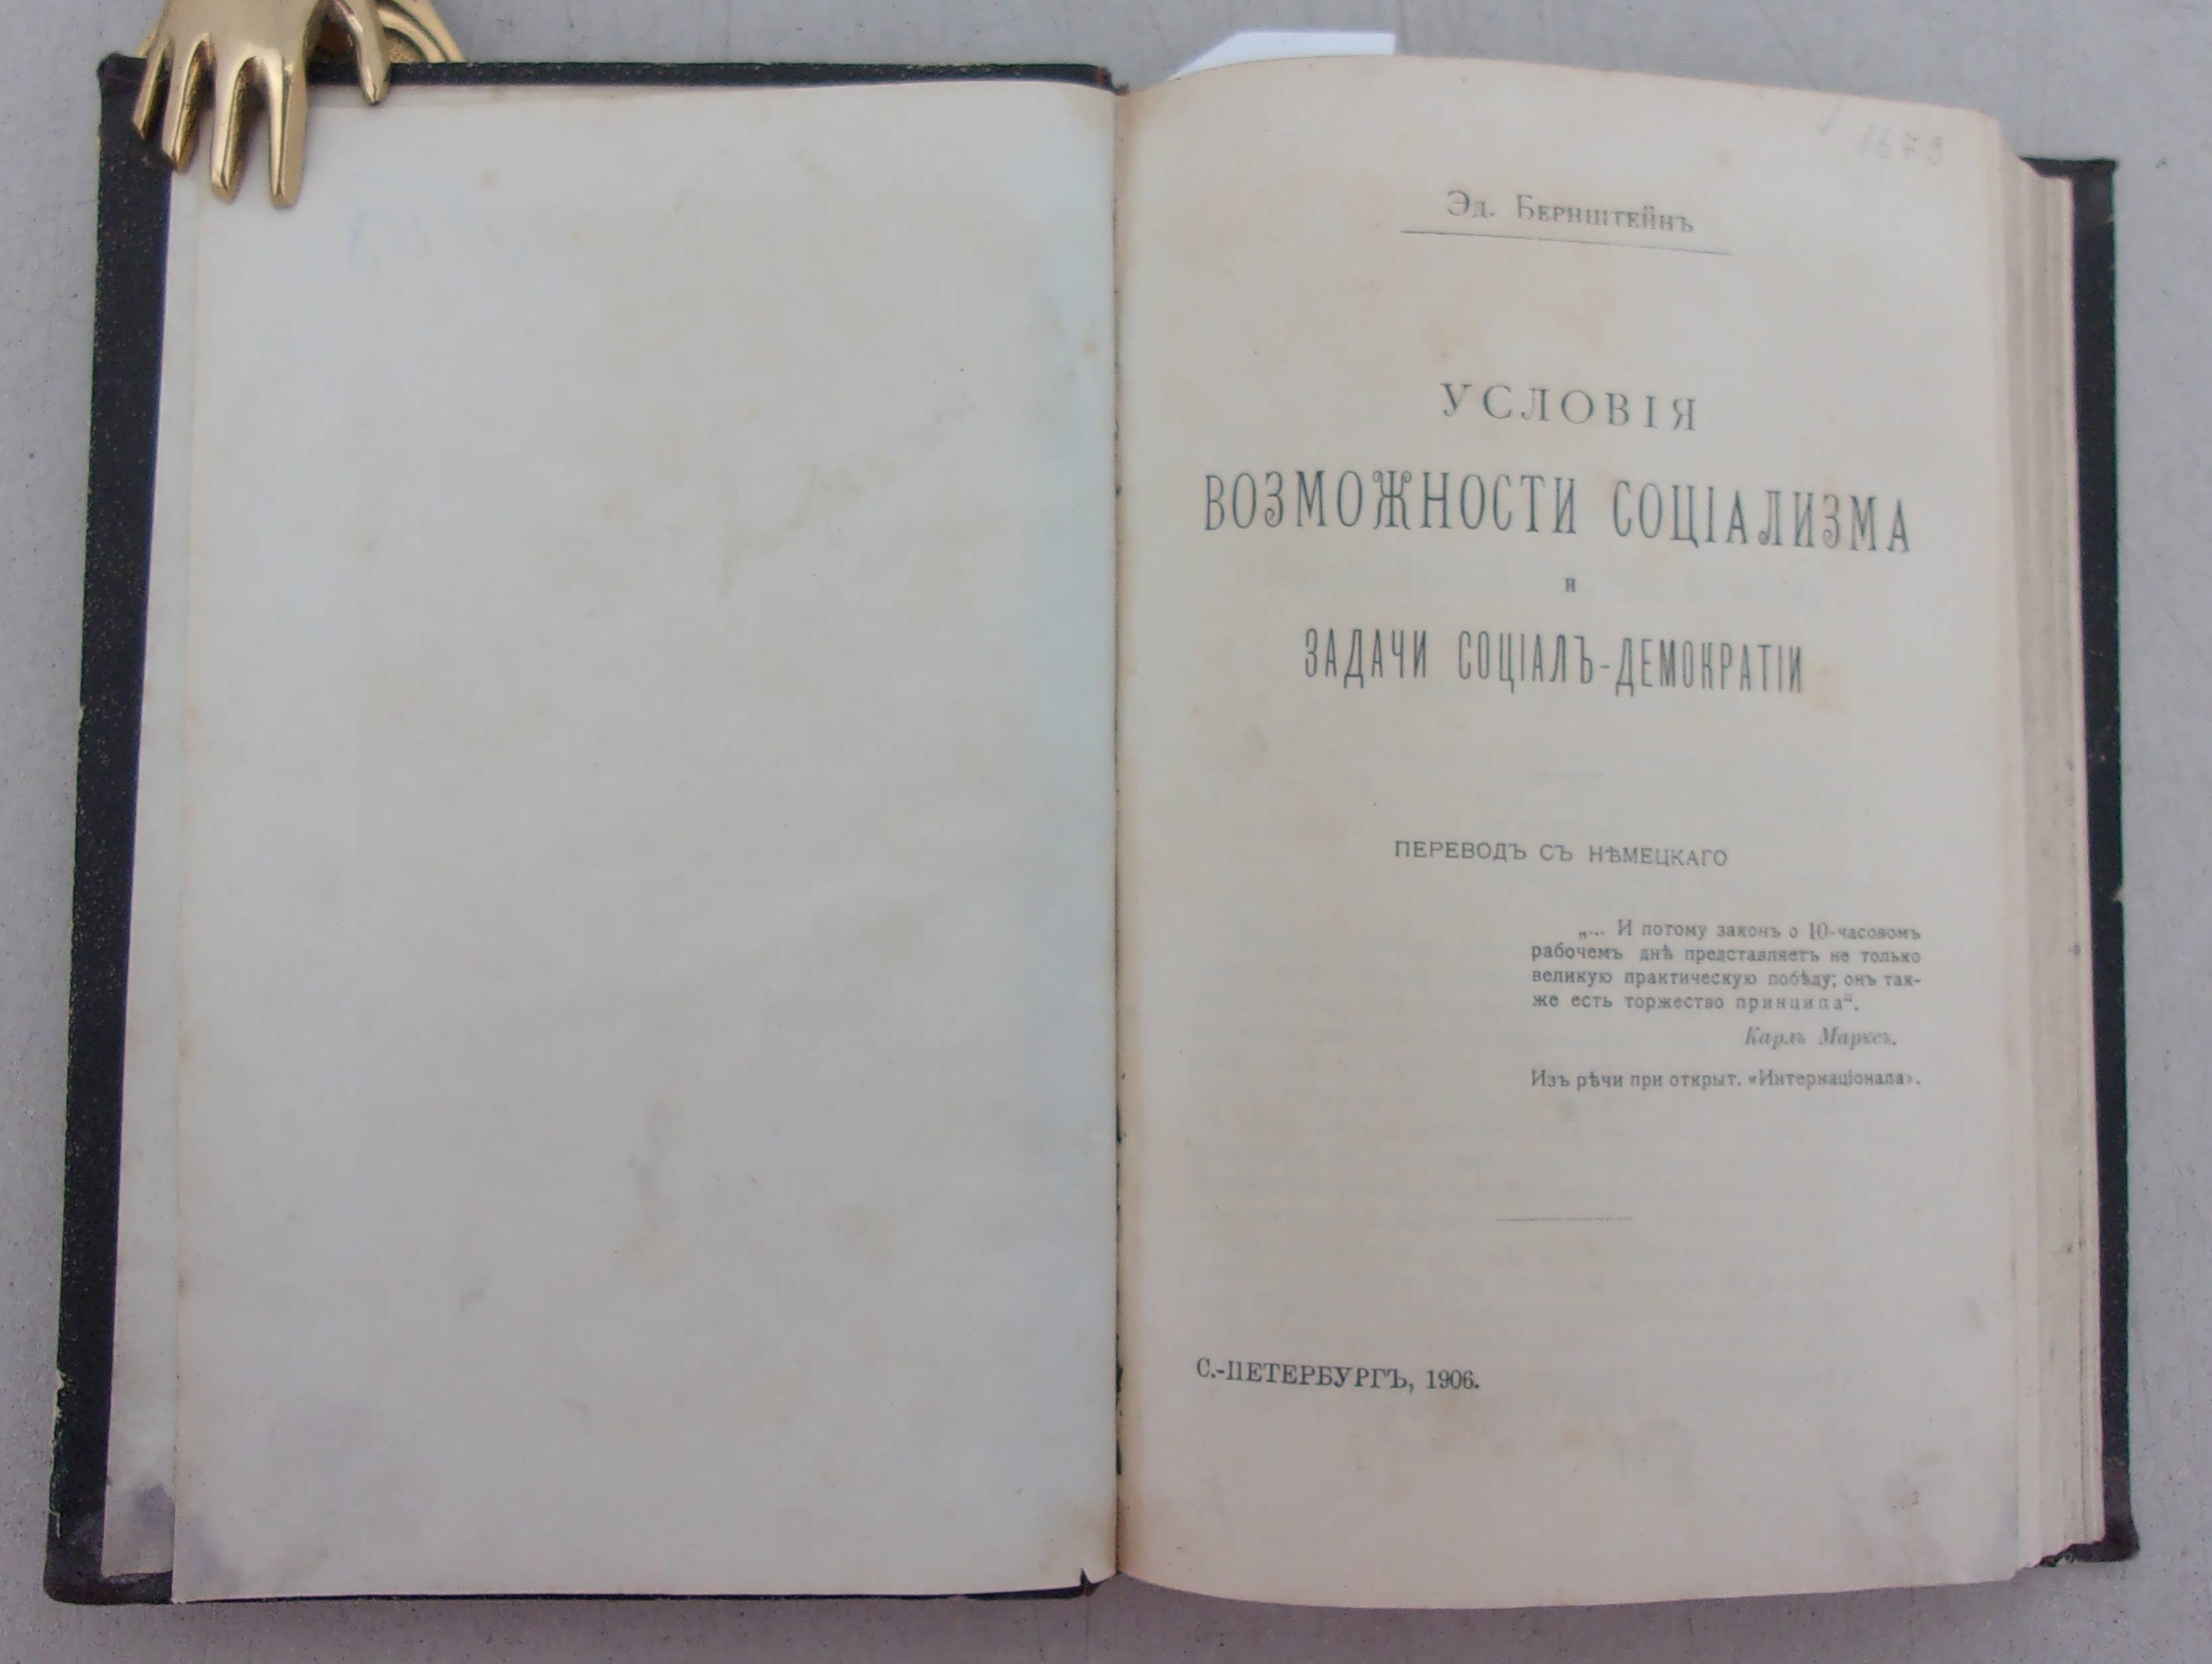 1679
Эд. Бернштейнъ
УСЛОВІЯ
ВОЗМОЖНОСТИ СОЦІАЛИЗМА
и
ЗАДАЧИ СОЦІАЛЪ-ДЕМОКРАТІИ
ПЕРЕВОДЪ СЪ НѢМЕЦКАГО
„... И потому законъ о 10-часовомъ
рабочемъ днѣ представляетъ не только
великую практическую побѣду; онъ так-
же есть торжество принципа“.
Карлъ Марксъ.
Изъ рѣчи при открыт. «Интернаціонала».
С.-ПЕТЕРБУРГЪ, 1906.